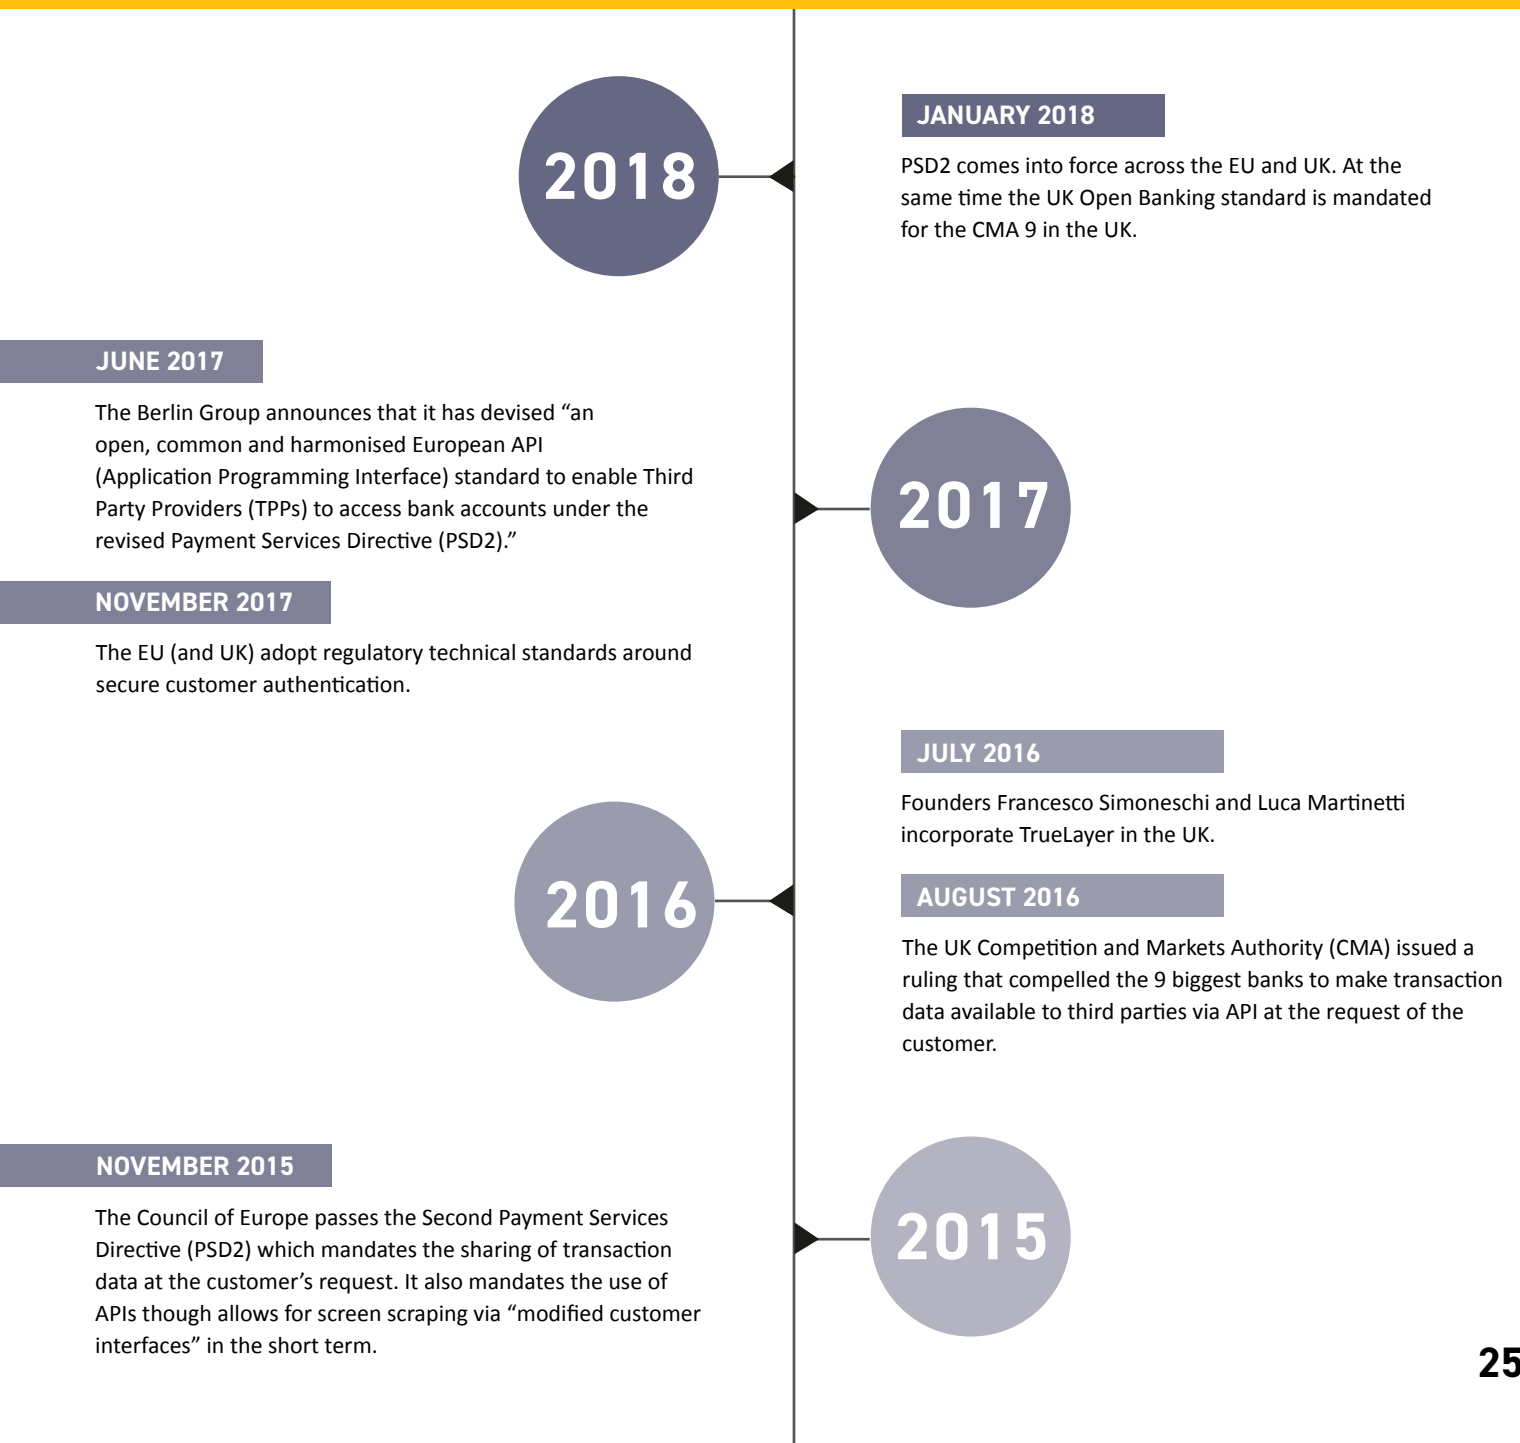 2018
JANUARY 2018
PSD2 comes into force across the EU and UK. At the
same time the UK Open Banking standard is mandated
for the CMA 9 in the UK.
JUNE 2017
The Berlin Group announces that it has devised “an
open, common and harmonised European API
(Application Programming Interface) standard to enable Third
Party Providers (TPPs) to access bank accounts under the
revised Payment Services Directive (PSD2).”
2017
NOVEMBER 2017
The EU (and UK) adopt regulatory technical standards around
secure customer authentication.
JULY 2016
Founders Francesco Simoneschi and Luca Martinetti
incorporate TrueLayer in the UK.
2016
AUGUST 2016
The UK Competition and Markets Authority (CMA) issued a
ruling that compelled the 9 biggest banks to make transaction
data available to third parties via API at the request of the
customer.
NOVEMBER 2015
The Council of Europe passes the Second Payment Services
Directive (PSD2) which mandates the sharing of transaction
data at the customer’s request. It also mandates the use of
APIs though allows for screen scraping via “modified customer
interfaces” in the short term.
2015
25